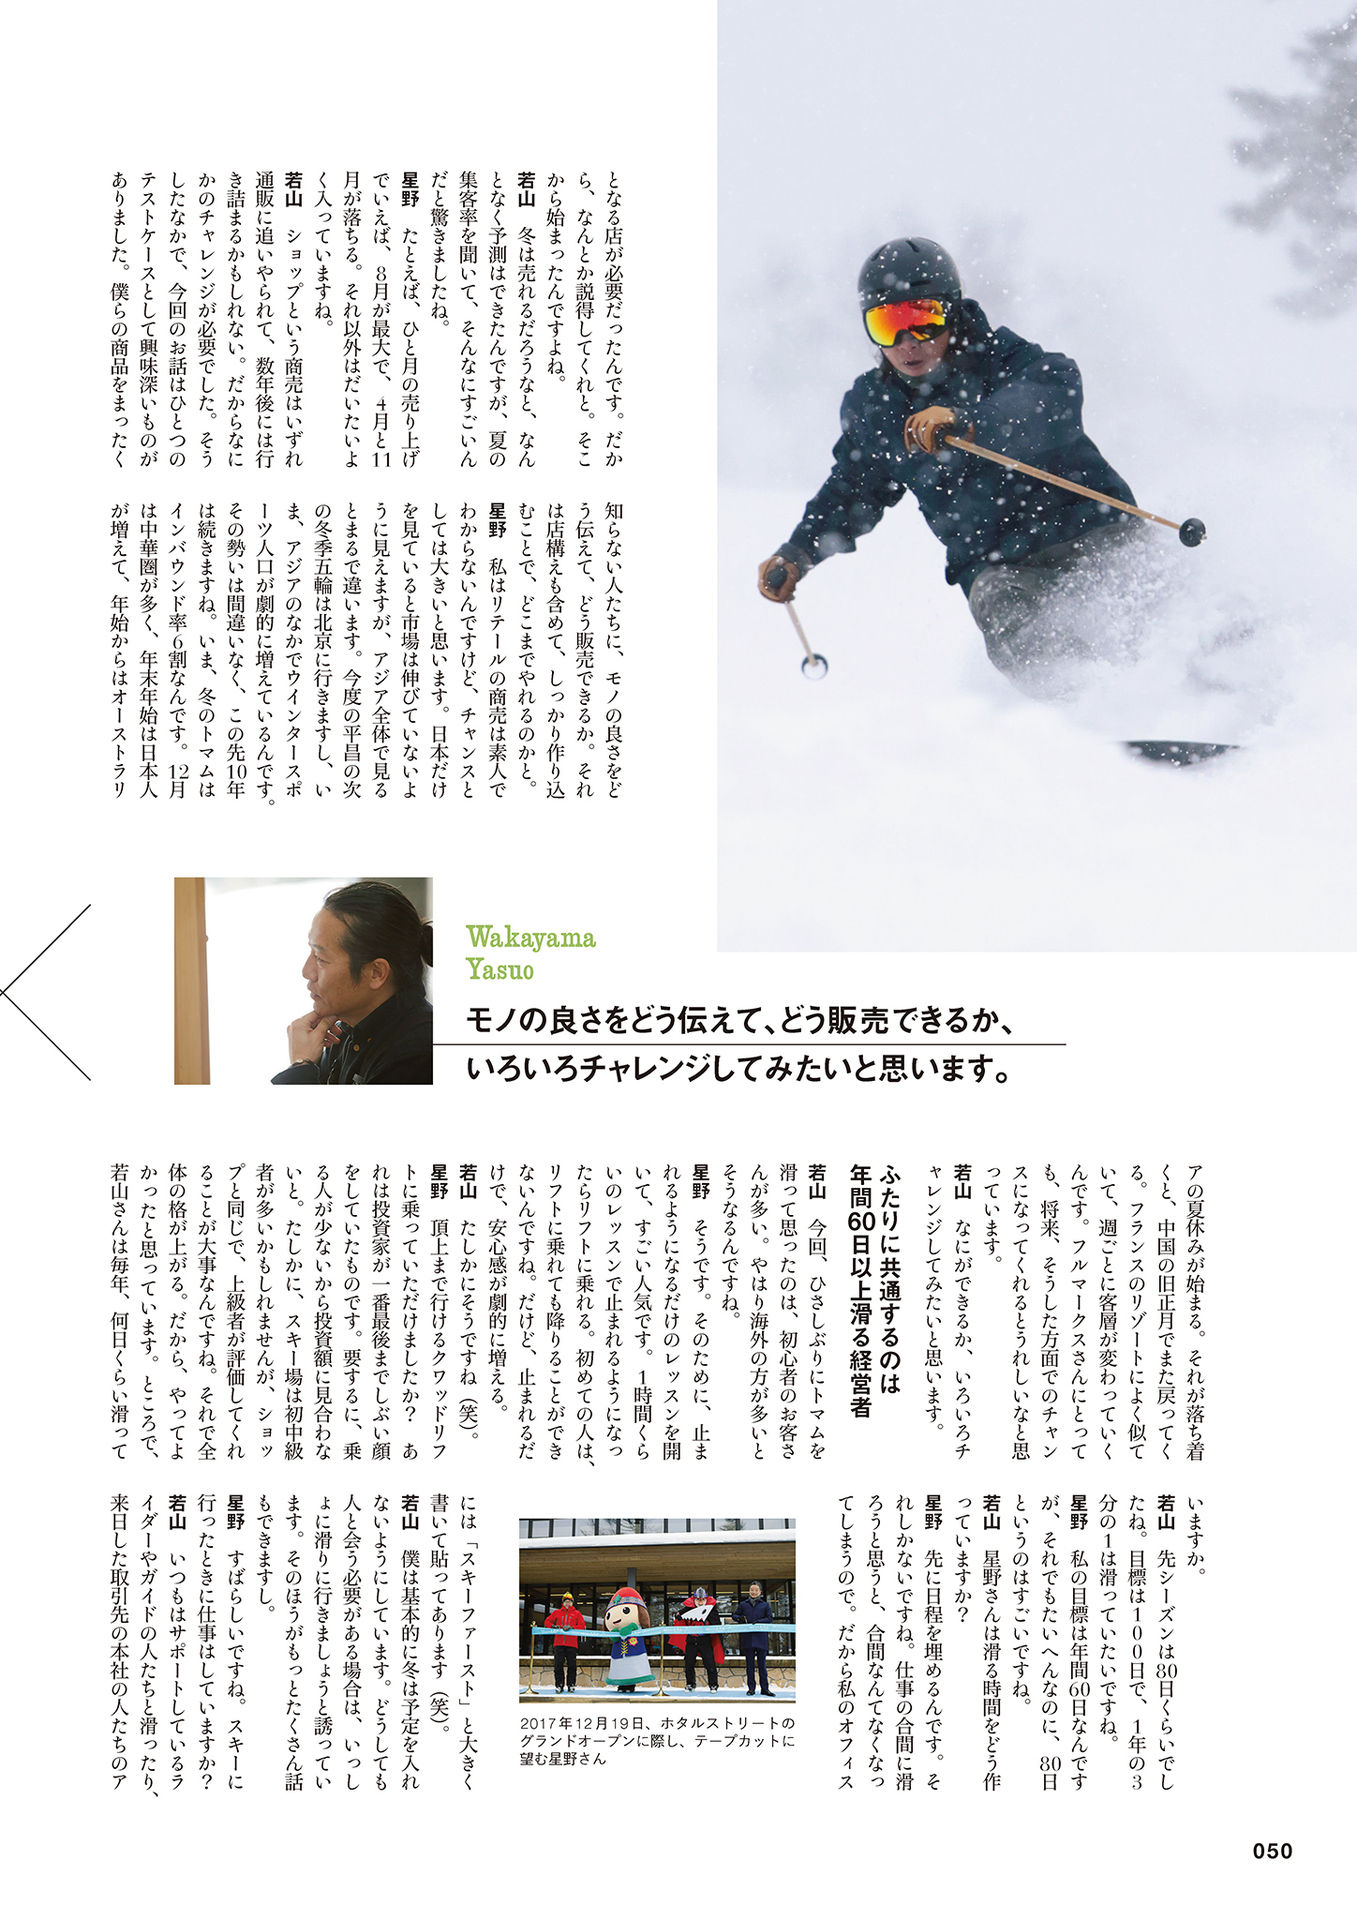 となる店が必要だったんです。だか
ら、なんとか説得してくれと。そこ
から始まったんですよね。
若山　冬は売れるだろうなと、なん
となく予測はできたんですが、夏の
集客率を聞いて、そんなにすごいん
だと驚きましたね。
星野　たとえば、ひと月の売り上げ
でいえば、8月が最大で、4月と11
月が落ちる。それ以外はだいたいよ
く入っていますね。
若山　ショップという商売はいずれ
通販に追いやられて、数年後には行
き詰まるかもしれない。だからなに
かのチャレンジが必要でした。そう
したなかで、今回のお話はひとつの
テストケースとして興味深いものが
ありました。僕らの商品をまったく
知らない人たちに、モノの良さをど
う伝えて、どう販売できるか。それ
は店構えも含めて、しっかり作り込
むことで、どこまでやれるのかと。
星野　私はリテールの商売は素人で
わからないんですけど、チャンスと
しては大きいと思います。日本だけ
を見ていると市場は伸びていないよ
うに見えますが、アジア全体で見る
とまるで違います。今度の平昌の次
の冬季五輪は北京に行きますし、い
ま、アジアのなかでウインタースポ
ーツ人口が劇的に増えているんです。
その勢いは間違いなく、この先10年
は続きますね。いま、冬のトマムは
インバウンド率6割なんです。12月
は中華圏が多く、年末年始は日本人
が増えて、年始からはオーストラリ
Wakayama
Yasuo
モノの良さをどう伝えて、どう販売できるか、
いろいろチャレンジしてみたいと思います。
アの夏休みが始まる。それが落ち着
くと、中国の旧正月でまた戻ってく
る。フランスのリゾートによく似て
いて、週ごとに客層が変わっていく
んです。フルマークスさんにとって
も、将来、そうした方面でのチャン
スになってくれるとうれしいなと思
っています。
若山　なにができるか、いろいろチ
ャレンジしてみたいと思います。
ふたりに共通するのは
年間60日以上滑る経営者
若山　今回、ひさしぶりにトマムを
滑って思ったのは、初心者のお客さ
んが多い。やはり海外の方が多いと
そうなるんですね。
星野　そうです。そのために、止ま
れるようになるだけのレッスンを開
いて、すごい人気です。1時間くら
いのレッスンで止まれるようになっ
たらリフトに乗れる。初めての人は、
リフトに乗れても降りることができ
ないんですね。だけど、止まれるだ
けで、安心感が劇的に増える。
若山　たしかにそうですね（笑）。
星野　頂上まで行けるクワッドリフ
トに乗っていただけましたか？　あ
れは投資家が一番最後までしぶい顔
をしていたものです。要するに、乗
る人が少ないから投資額に見合わな
いと。たしかに、スキー場は初中級
者が多いかもしれませんが、ショッ
プと同じで、上級者が評価してくれ
ることが大事なんですね。それで全
体の格が上がる。だから、やってよ
かったと思っています。ところで、
若山さんは毎年、何日くらい滑って
いますか。
若山　先シーズンは80日くらいでし
たね。目標は100日で、1年の3
分の1は滑っていたいですね。
星野　私の目標は年間60日なんです
が、それでもたいへんなのに、80日
というのはすごいですね。
若山　星野さんは滑る時間をどう作
っていますか？
星野　先に日程を埋めるんです。そ
れしかないですね。仕事の合間に滑
ろうと思うと、合間なんてなくなっ
てしまうので。だから私のオフィス
2017年12月19日、ホタルストリートの
グランドオープンに際し、テープカットに
望む星野さん
には「スキーファースト」と大きく
書いて貼ってあります（笑）。
若山　僕は基本的に冬は予定を入れ
ないようにしています。どうしても
人と会う必要がある場合は、いっし
ょに滑りに行きましょうと誘ってい
ます。そのほうがもっとたくさん話
もできますし。
星野　すばらしいですね。スキーに
行ったときに仕事はしていますか？
若山　いつもはサポートしているラ
イダーやガイドの人たちと滑ったり、
来日した取引先の本社の人たちのア
050